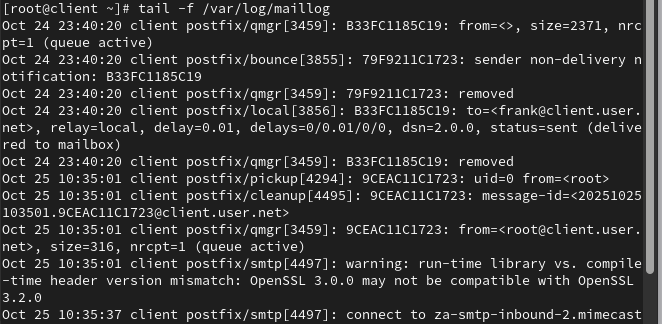 [root@client ~]# tail -f /var/log/maillog
Oct 24 23:40:20 client postfix/qmgr[3459]: B33FC1185C19: from=<>, size=2371, nrc
pt=1 (queue active)
Oct 24 23:40:20 client postfix/bounce[3855]: 79F9211C1723: sender non-delivery n
otification: B33FC1185C19
Oct 24 23:40:20 client postfix/qmgr[3459]: 79F9211C1723: removed
Oct 24 23:40:20 client postfix/local[3856]: B33FC1185C19: to=<frank@client.user.
net>, relay=local, delay=0.01, delays=0/0.01/0/0, dsn=2.0.0, status=sent (delive
red to mailbox)
Oct 24 23:40:20 client postfix/qmgr[3459]: B33FC1185C19: removed
Oct 25 10:35:01 client postfix/pickup[4294]: 9CEAC11C1723: uid=0 from=<root>
Oct 25 10:35:01 client postfix/cleanup[4495]: 9CEAC11C1723: message-id=<20251025
103501.9CEAC11C1723@client.user.net>
Oct 25 10:35:01 client postfix/qmgr[3459]: 9CEAC11C1723: from=<root@client.user.
net>, size=316, nrcpt=1 (queue active)
Oct 25 10:35:01 client postfix/smtp[4497]: warning: run-time library vs. compile
-time header version mismatch: OpenSSL 3.0.0 may not be compatible with OpenSSL
3.2.0
Oct 25 10:35:37 client postfix/smtp[4497]: connect to za-smtp-inbound-2.mimecast